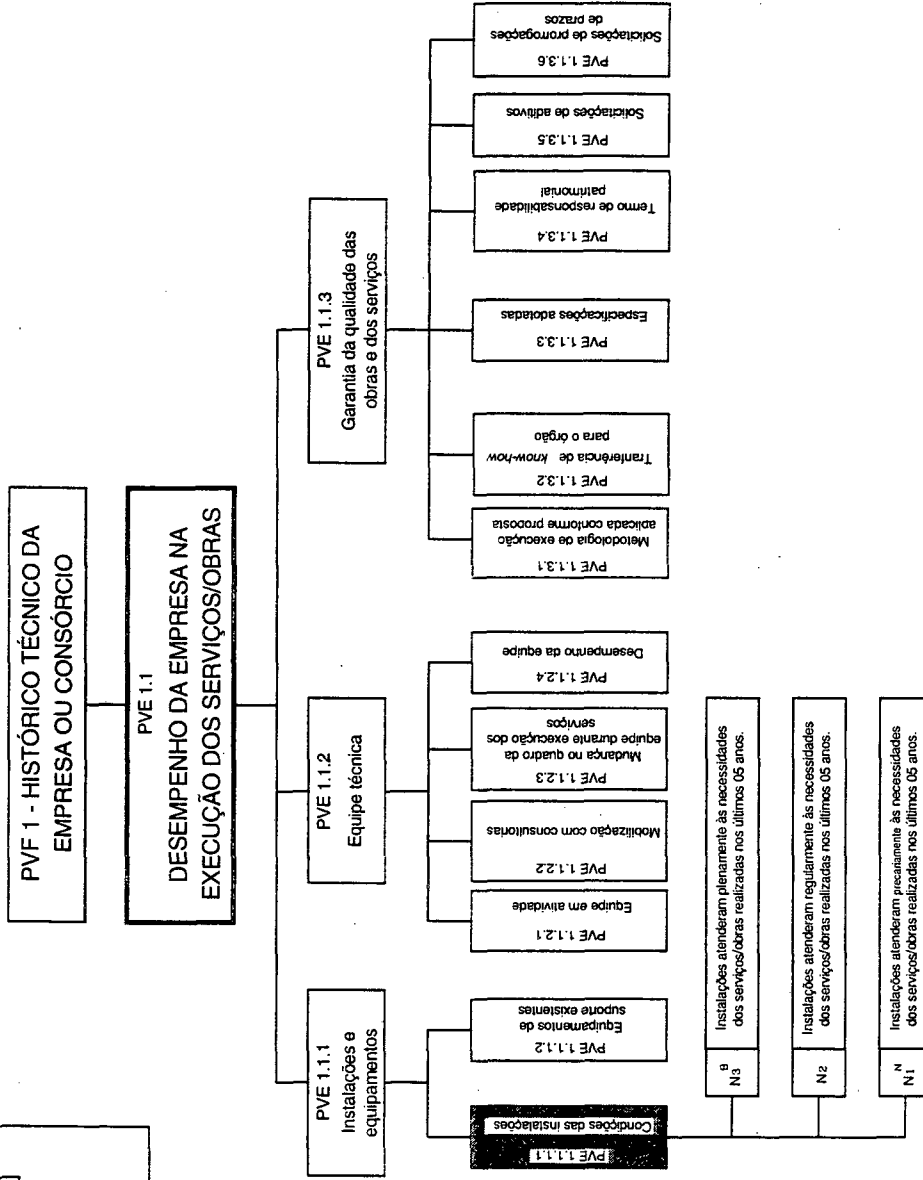 PVF 1 - HISTÓRICO TÉCNICO DA
EMPRESA OU CONSÓRCIO
PVE 1.1
DESEMPENHO DA EMPRESA NA
EXECUÇÃO DOS SERVIÇOS/OBRAS
PVE 1.1.1
Instalações e
equipamentos
PVE 1.1.2
Equipe técnica
PVE 1.1.3
Garantia da qualidade das
obras e dos serviços
PVE 1.1.1.1
Condições das instalações
PVE 1.1.1.2
Equipamentos de
suporte existentes
PVE 1.1.2.1
Equipe em atividade
PVE 1.1.2.2
Mobilização com consultorias
PVE 1.1.2.3
Mudança no quadro da
equipe durante execução dos
serviços
PVE 1.1.2.4
Desempenho da equipe
PVE 1.1.3.1
Metodologia de execução
aplicada conforme proposta
PVE 1.1.3.2
Tranferência de know-how
para o órgão
PVE 1.1.3.3
Especificações adotadas
PVE 1.1.3.4
Termo de responsabilidade
patrimonial
PVE 1.1.3.5
Solicitações de aditivos
PVE 1.1.3.6
Solicitações de prorrogações
de prazos
N3 B
Instalações atenderam plenamente às necessidades
dos serviços/obras realizadas nos últimos 05 anos.
N2
Instalações atenderam regularmente às necessidades
dos serviços/obras realizadas nos últimos 05 anos.
N1 N
Instalações atenderam precariamente às necessidades
dos serviços/obras realizadas nos últimos 05 anos.